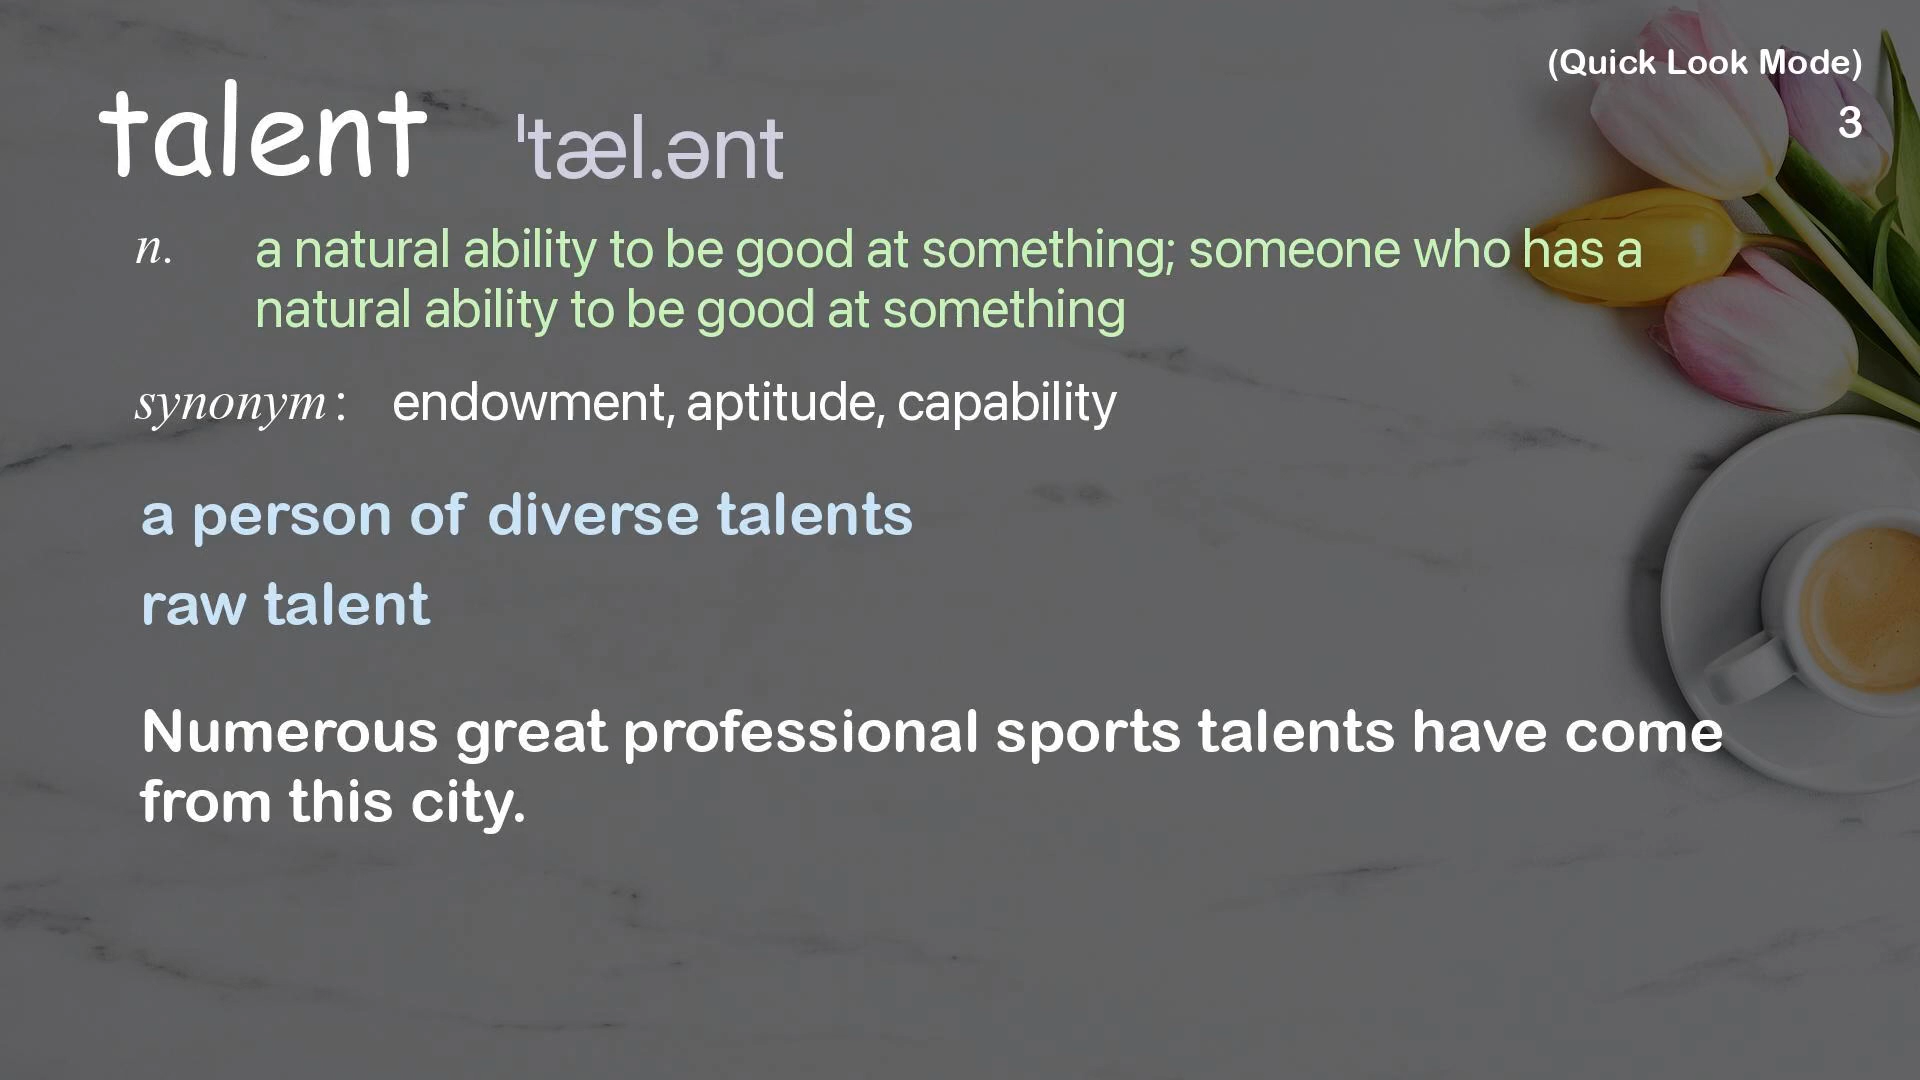 (Quick Look Mode)
3
talent ˈtæl.ənt
n. a natural ability to be good at something; someone who has a
natural ability to be good at something
synonym: endowment, aptitude, capability
a person of diverse talents
raw talent
Numerous great professional sports talents have come
from this city.